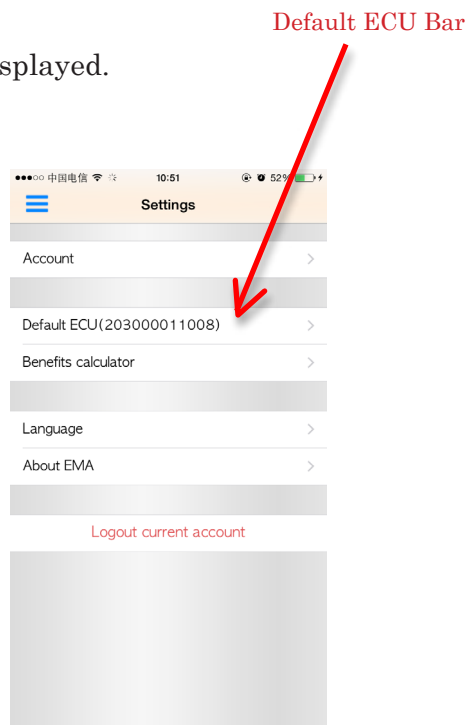 Default ECU Bar
splayed.
中国电信 10:51 52%
Settings
Account
Default ECU(203000011008)
Benefits calculator
Language
About EMA
Logout current account